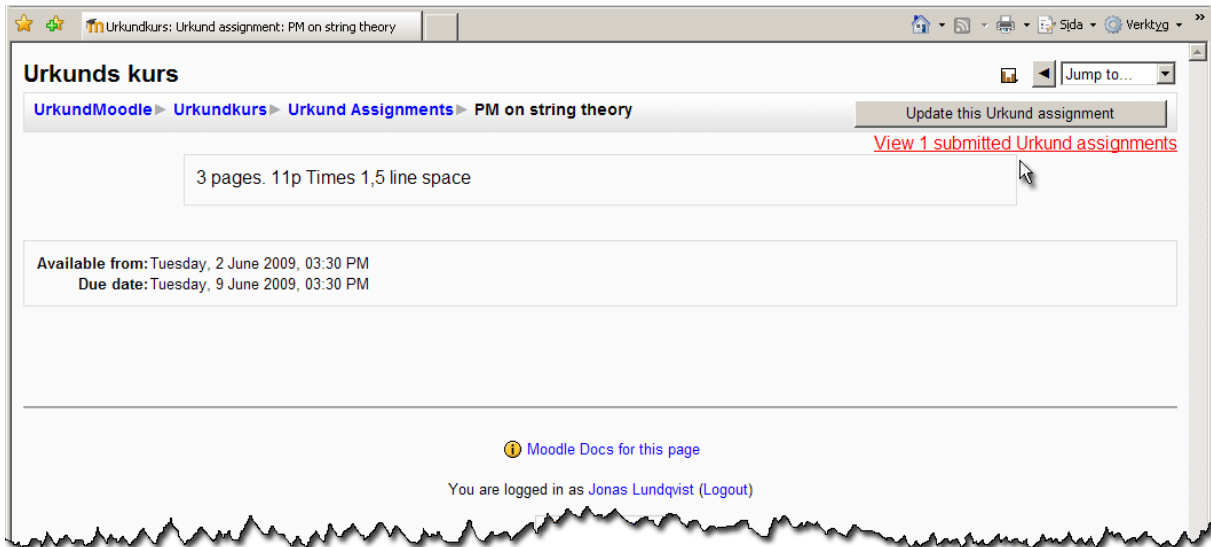 Urkundkurs: Urkund assignment: PM on string theory
Sida
Verktyg
»
Urkunds kurs
Jump to...
UrkundMoodle ► Urkundkurs ► Urkund Assignments ► PM on string theory
Update this Urkund assignment
View 1 submitted Urkund assignments
3 pages. 11p Times 1,5 line space
Available from: Tuesday, 2 June 2009, 03:30 PM
Due date: Tuesday, 9 June 2009, 03:30 PM
Moodle Docs for this page
You are logged in as Jonas Lundqvist (Logout)